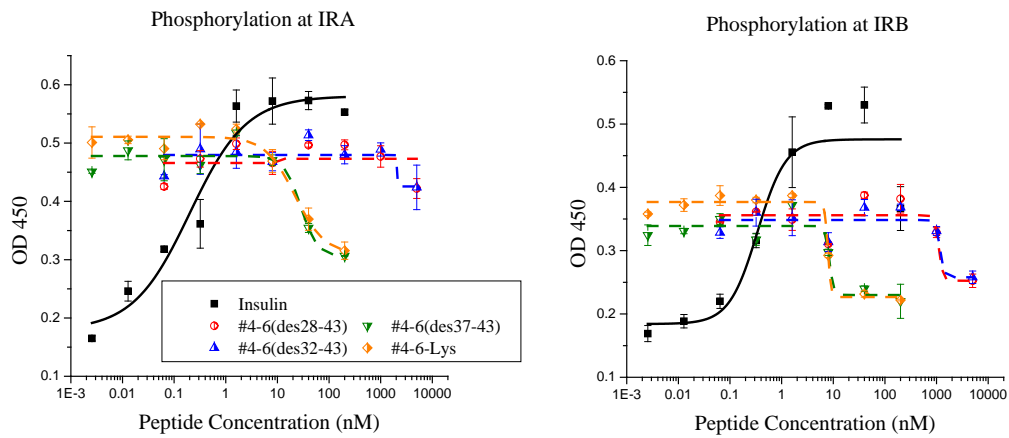 Phosphorylation at IRA
OD 450
0.6
0.5
0.4
0.3
0.2
0.1
1E-3 0.01 0.1 1 10 100 1000 10000
Peptide Concentration (nM)
Insulin
#4-6(des28-43) #4-6(des37-43)
#4-6(des32-43) #4-6-Lys
Phosphorylation at IRB
OD 450
0.6
0.5
0.4
0.3
0.2
0.1
1E-3 0.01 0.1 1 10 100 1000 10000
Peptide Concentration (nM)